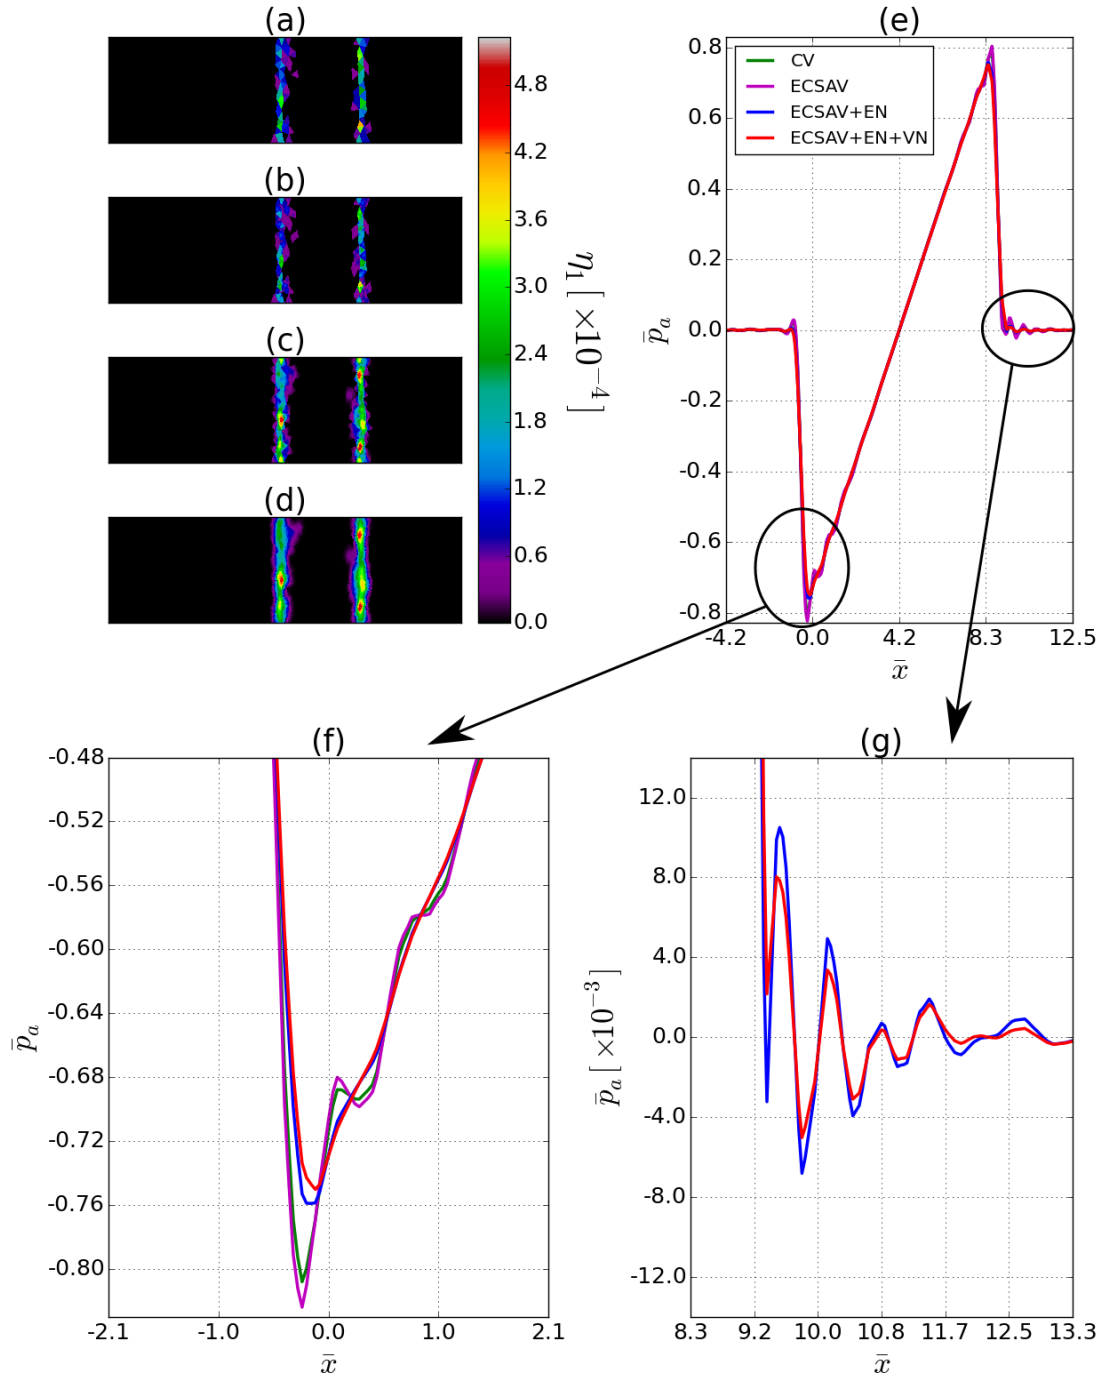 (a)
(b)
(c)
(d)
4.8
4.2
3.6
3.0
2.4
1.8
1.2
0.6
0.0
η₁ [ ×10⁻⁴]
(e)
CV
ECSAV
ECSAV+EN
ECSAV+EN+VN
0.8
0.6
0.4
0.2
0.0
-0.2
-0.4
-0.6
-0.8
p̄ₐ
-4.2 0.0 4.2 8.3 12.5
x̄
(f)
-0.48
-0.52
-0.56
-0.60
-0.64
-0.68
-0.72
-0.76
-0.80
p̄ₐ
-2.1 -1.0 0.0 1.0 2.1
x̄
(g)
12.0
8.0
4.0
0.0
-4.0
-8.0
-12.0
p̄ₐ [ ×10⁻³]
8.3 9.2 10.0 10.8 11.7 12.5 13.3
x̄